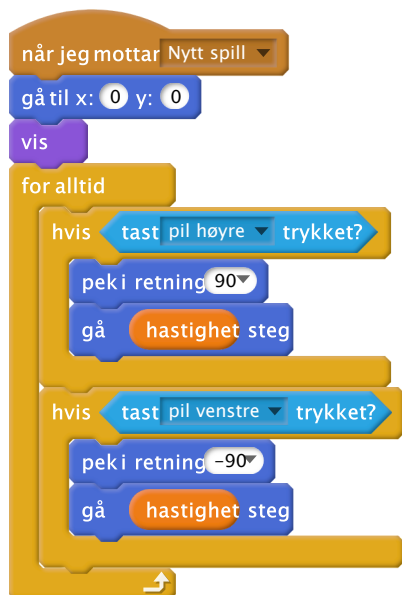 når jeg mottar Nytt spill
gå til x: 0 y: 0
vis
for alltid
hvis tast pil høyre trykket?
pek i retning 90
gå hastighet steg
hvis tast pil venstre trykket?
pek i retning -90
gå hastighet steg